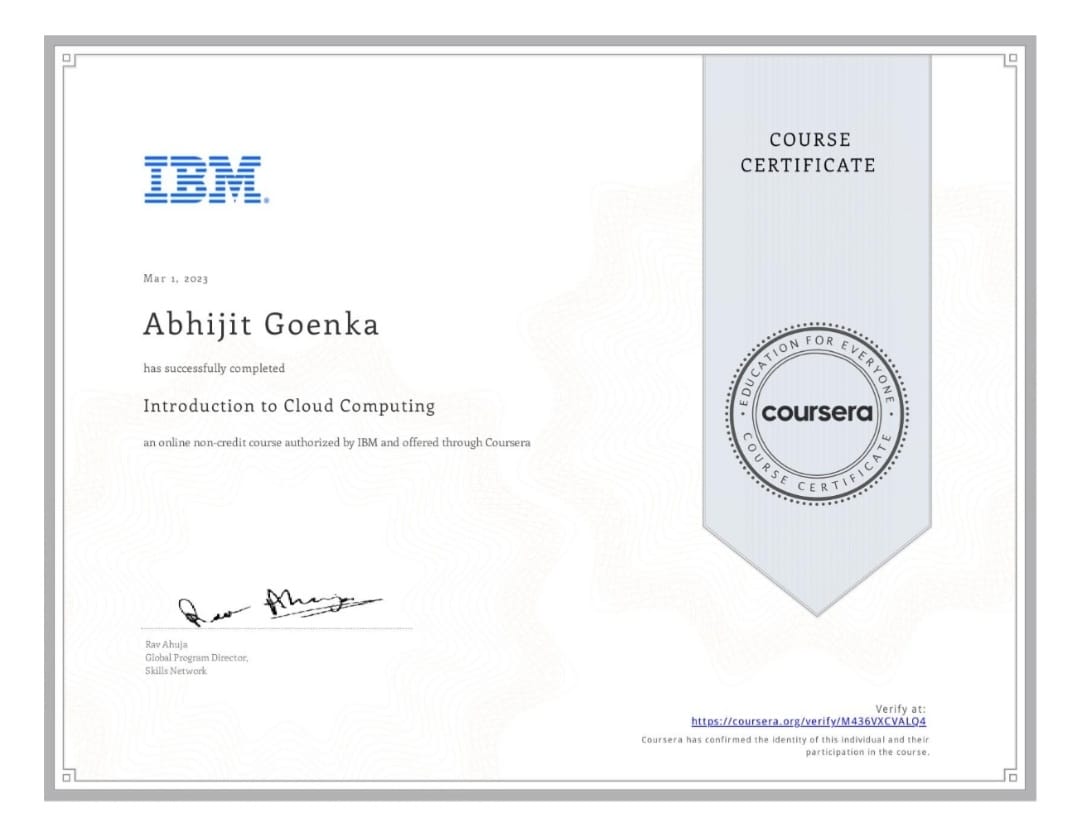 IBM®
COURSE
CERTIFICATE
Mar 1, 2023
Abhijit Goenka
has successfully completed
Introduction to Cloud Computing
an online non-credit course authorized by IBM and offered through Coursera
EDUCATION FOR EVERYONE
coursera
COURSE CERTIFICATE
Rav Ahuja
Rav Ahuja
Global Program Director,
Skills Network
Verify at:
https://coursera.org/verify/M436VXCVALQ4
Coursera has confirmed the identity of this individual and their
participation in the course.